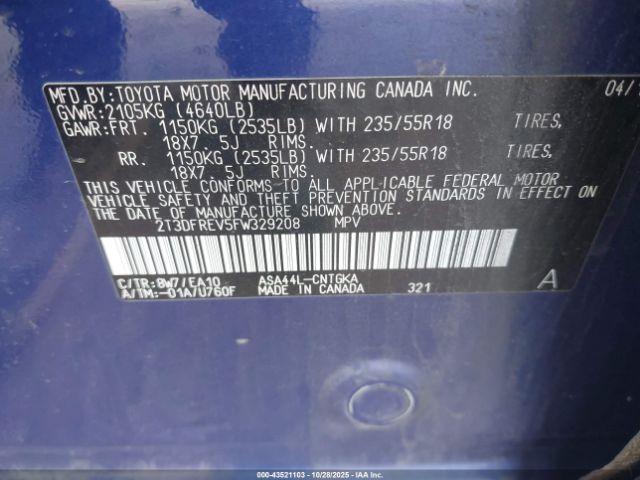 MFD.BY:TOYOTA MOTOR MANUFACTURING CANADA INC. 04/
GVWR:2105KG (4640LB)
GAWR:FRT. 1150KG (2535LB) WITH 235/55R18 TIRES,
18X7. 5J RIMS.
RR. 1150KG (2535LB) WITH 235/55R18 TIRES,
18X7. 5J RIMS.
THIS VEHICLE CONFORMS TO ALL APPLICABLE FEDERAL MOTOR
VEHICLE SAFETY AND THEFT PREVENTION STANDARDS IN EFFECT ON
THE DATE OF MANUFACTURE SHOWN ABOVE.
2T3DFREV5FW329208 MPV
C/TR:8W7/EA10 ASA44L-CNTGKA A
A/TM:-01A/U760F MADE IN CANADA 321
000-43521103 | 10/28/2025 | IAAI.com